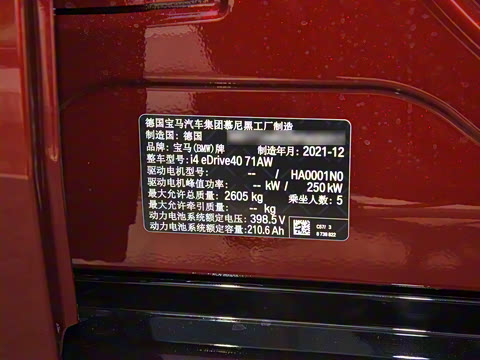 德国宝马汽车集团慕尼黑工厂制造
制造国: 德国
品牌: 宝马(BMW)牌 制造年月: 2021-12
整车型号: i4 eDrive40 71AW
驱动电机型号: -- / HA0001N0
驱动电机峰值功率: -- kW / 250 kW
最大允许总质量: 2605 kg 乘坐人数: 5
最大允许牵引质量: -- kg
动力电池系统额定电压: 398.5 V
动力电池系统额定容量: 210.6 Ah